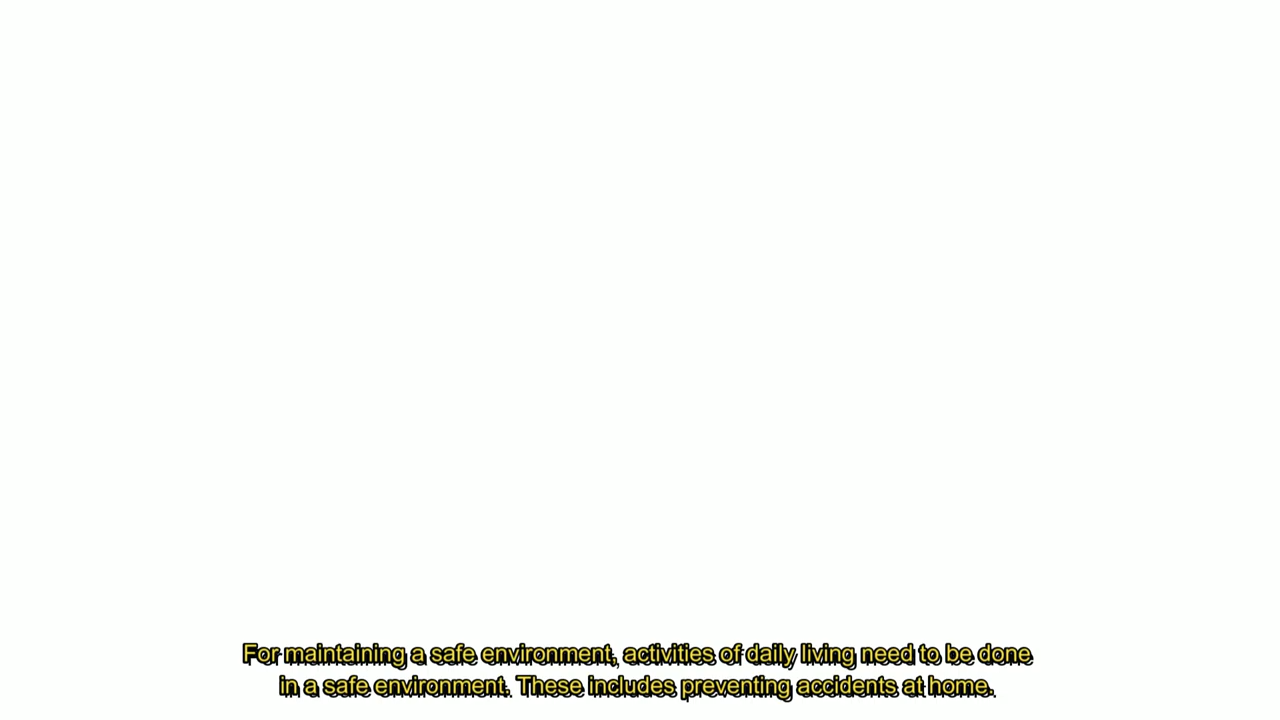 For maintaining a safe environment, activities of daily living need to be done
in a safe environment. These includes preventing accidents at home.